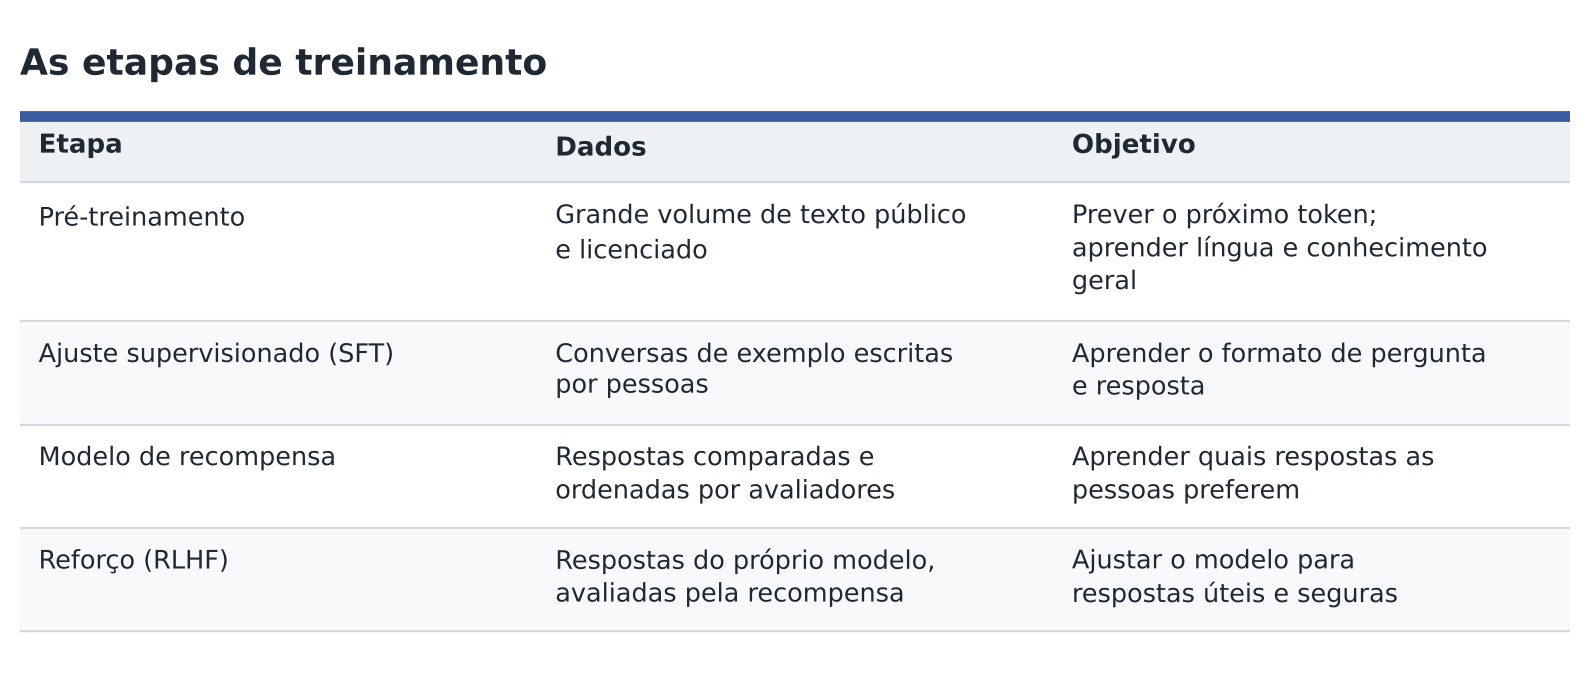 As etapas de treinamento
Etapa
Dados
Objetivo
Pré-treinamento
Grande volume de texto público
e licenciado
Prever o próximo token;
aprender língua e conhecimento
geral
Ajuste supervisionado (SFT)
Conversas de exemplo escritas
por pessoas
Aprender o formato de pergunta
e resposta
Modelo de recompensa
Respostas comparadas e
ordenadas por avaliadores
Aprender quais respostas as
pessoas preferem
Reforço (RLHF)
Respostas do próprio modelo,
avaliadas pela recompensa
Ajustar o modelo para
respostas úteis e seguras